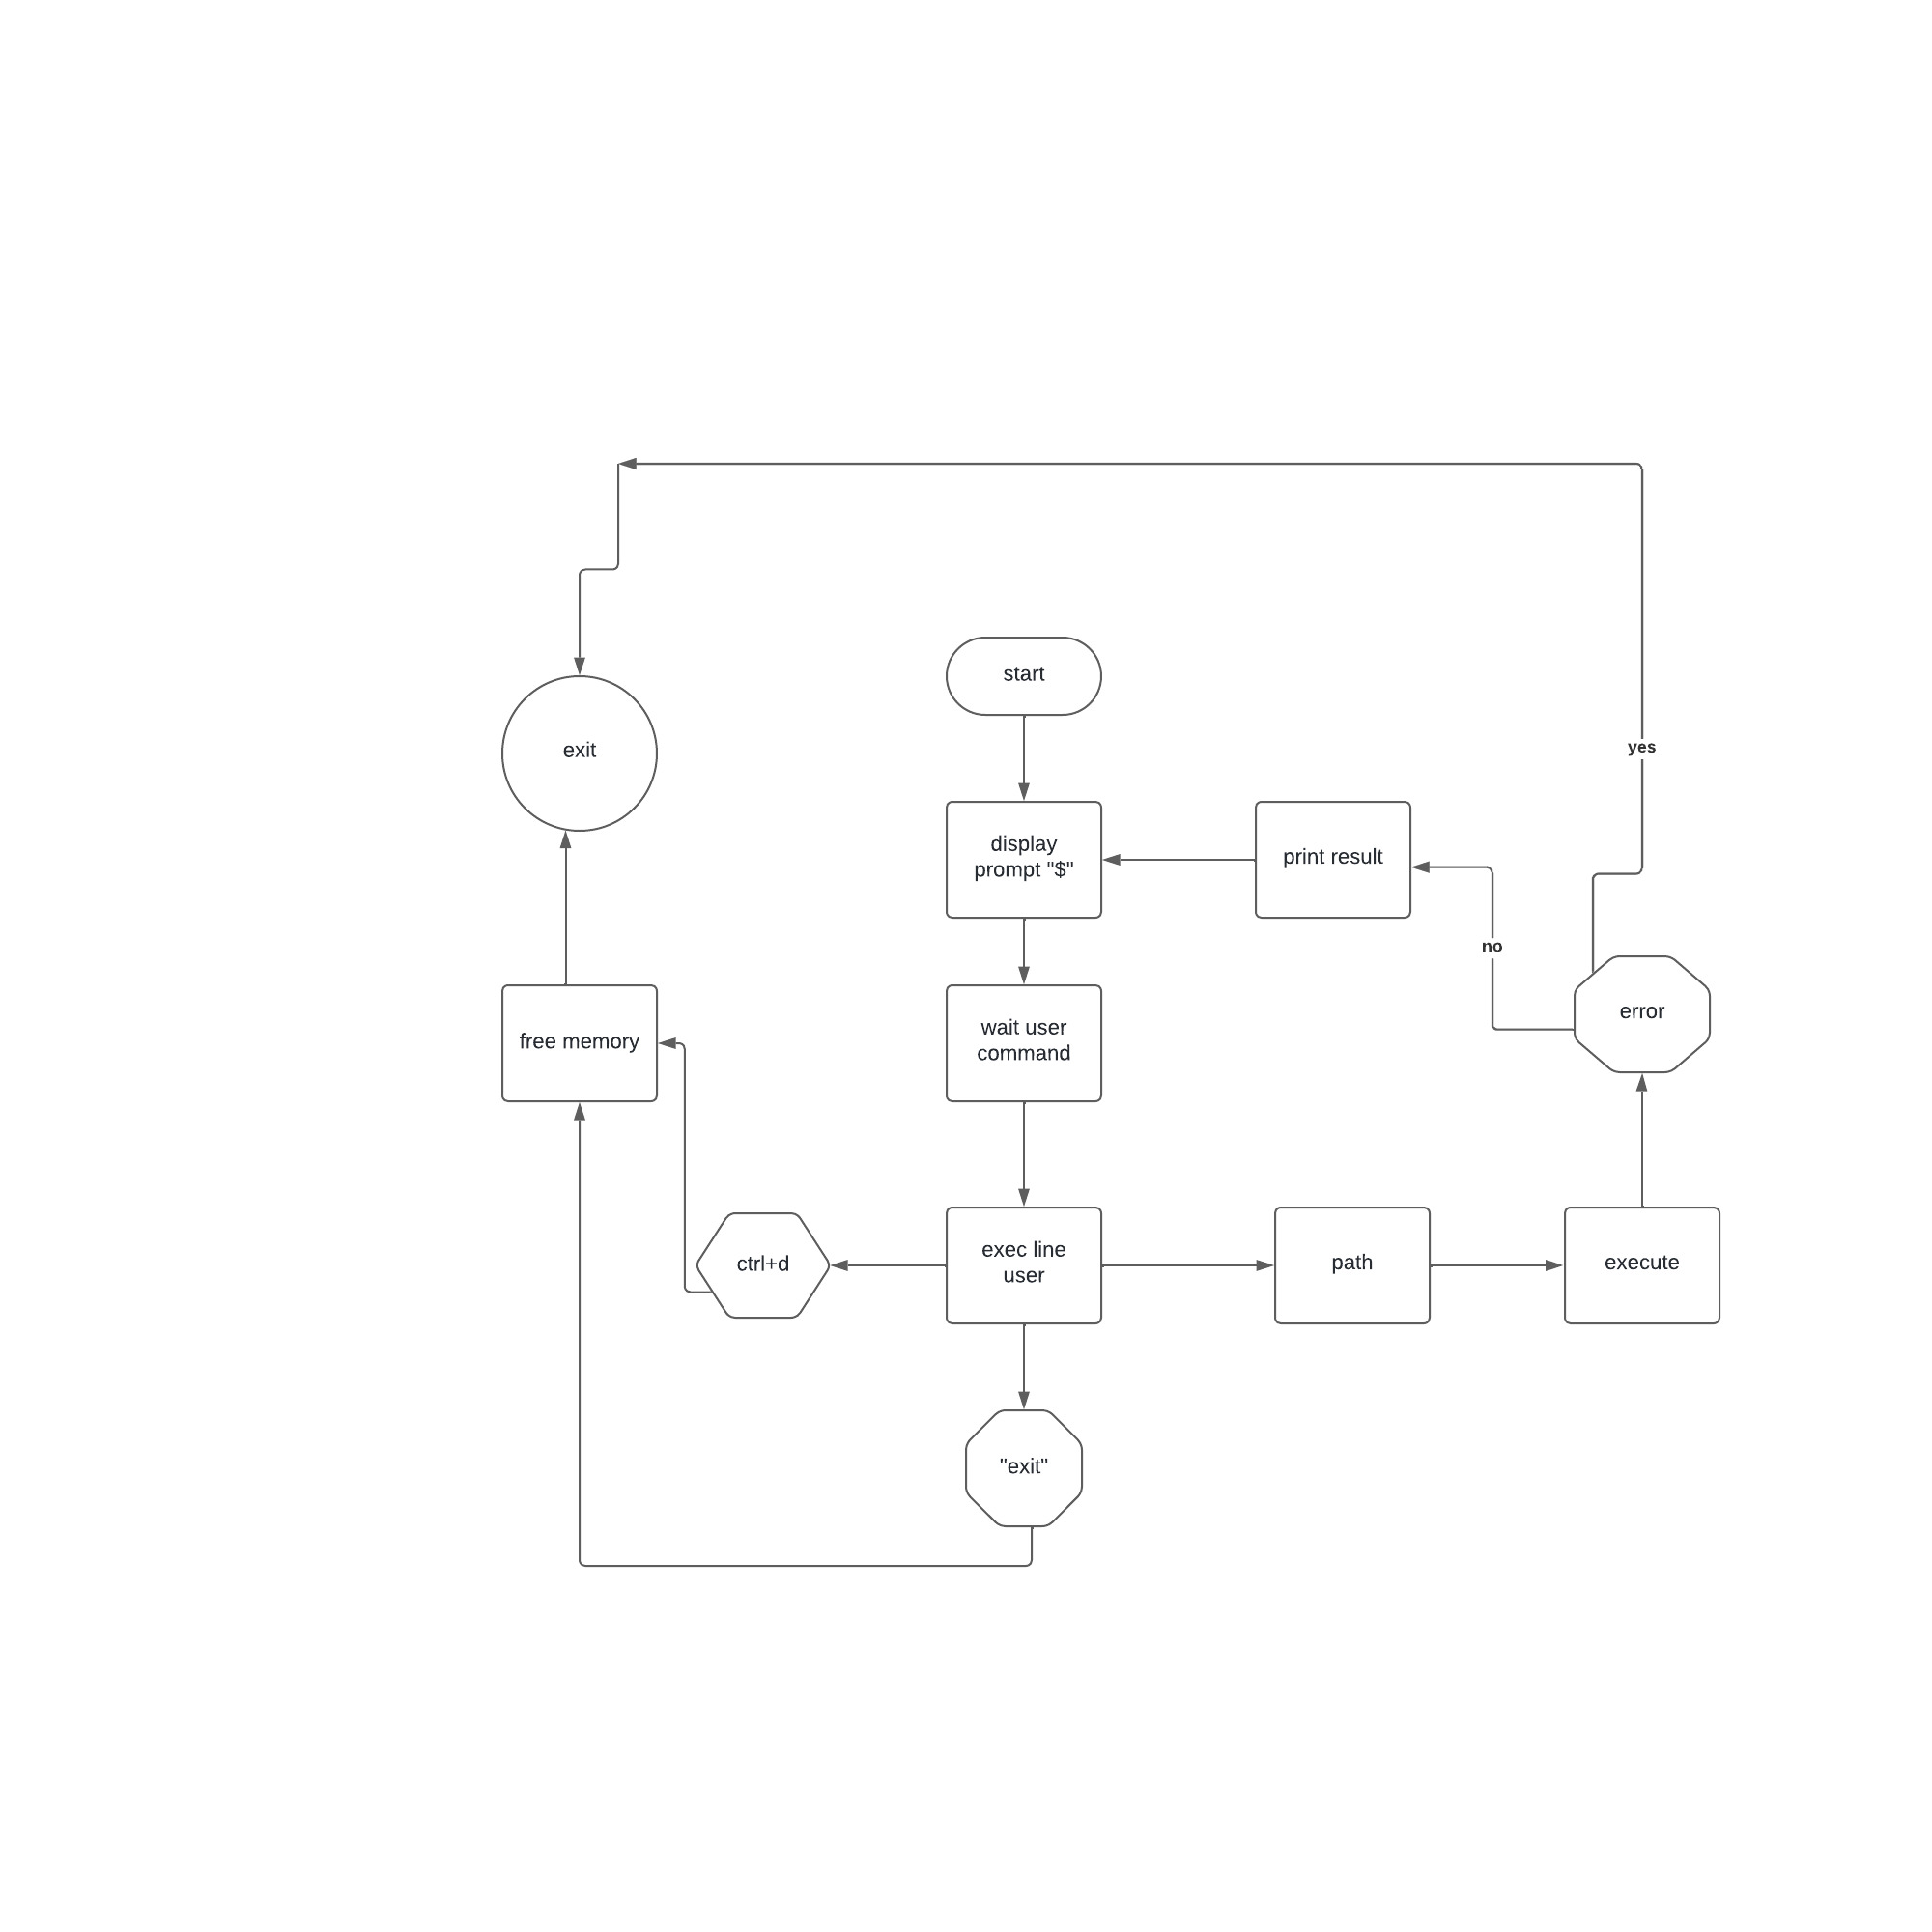 start
exit
yes
display
prompt "$"
print result
no
error
wait user
command
free memory
exec line
user
ctrl+d
path
execute
"exit"